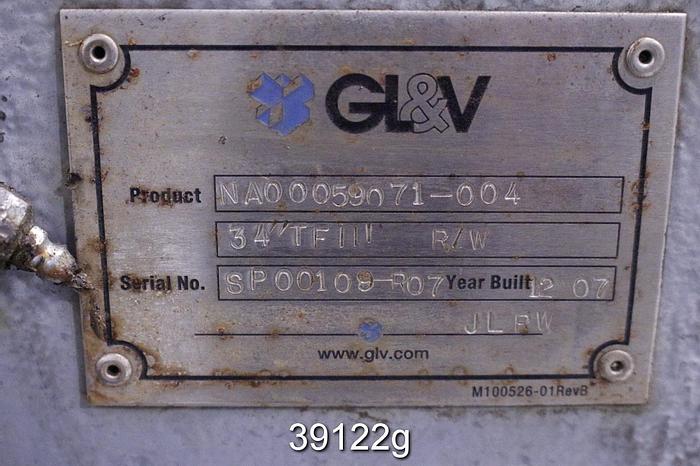 GL&V
Product NA00059071-004
34"TFIII R/W
Serial No. SP00109-R07 Year Built 12 07
JLRW
www.glv.com
M100526-01RevB
39122g